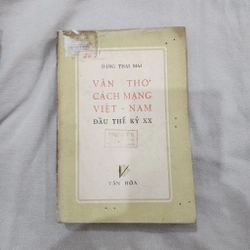 ĐẶNG THAI MAI
VĂN THƠ
CÁCH MẠNG
VIỆT - NAM
ĐẦU THẾ KỶ XX
VĂN HÓA